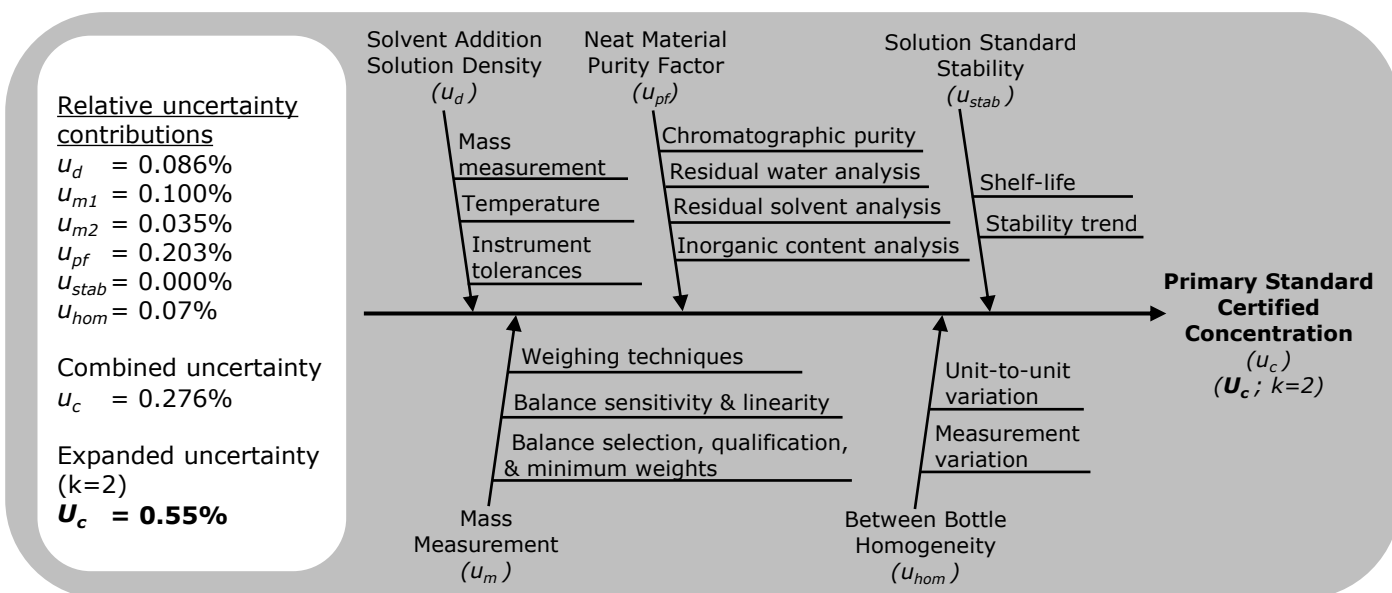 Relative uncertainty
contributions
u_d = 0.086%
u_m1 = 0.100%
u_m2 = 0.035%
u_pf = 0.203%
u_stab = 0.000%
u_hom = 0.07%
Combined uncertainty
u_c = 0.276%
Expanded uncertainty
(k=2)
U_c = 0.55%
Solvent Addition
Solution Density
(u_d )
Mass
measurement
Temperature
Instrument
tolerances
Neat Material
Purity Factor
(u_pf)
Chromatographic purity
Residual water analysis
Residual solvent analysis
Inorganic content analysis
Solution Standard
Stability
(u_stab )
Shelf-life
Stability trend
Weighing techniques
Balance sensitivity & linearity
Balance selection, qualification,
& minimum weights
Mass
Measurement
(u_m )
Unit-to-unit
variation
Measurement
variation
Between Bottle
Homogeneity
(u_hom )
Primary Standard
Certified
Concentration
(u_c )
(U_c ; k=2)